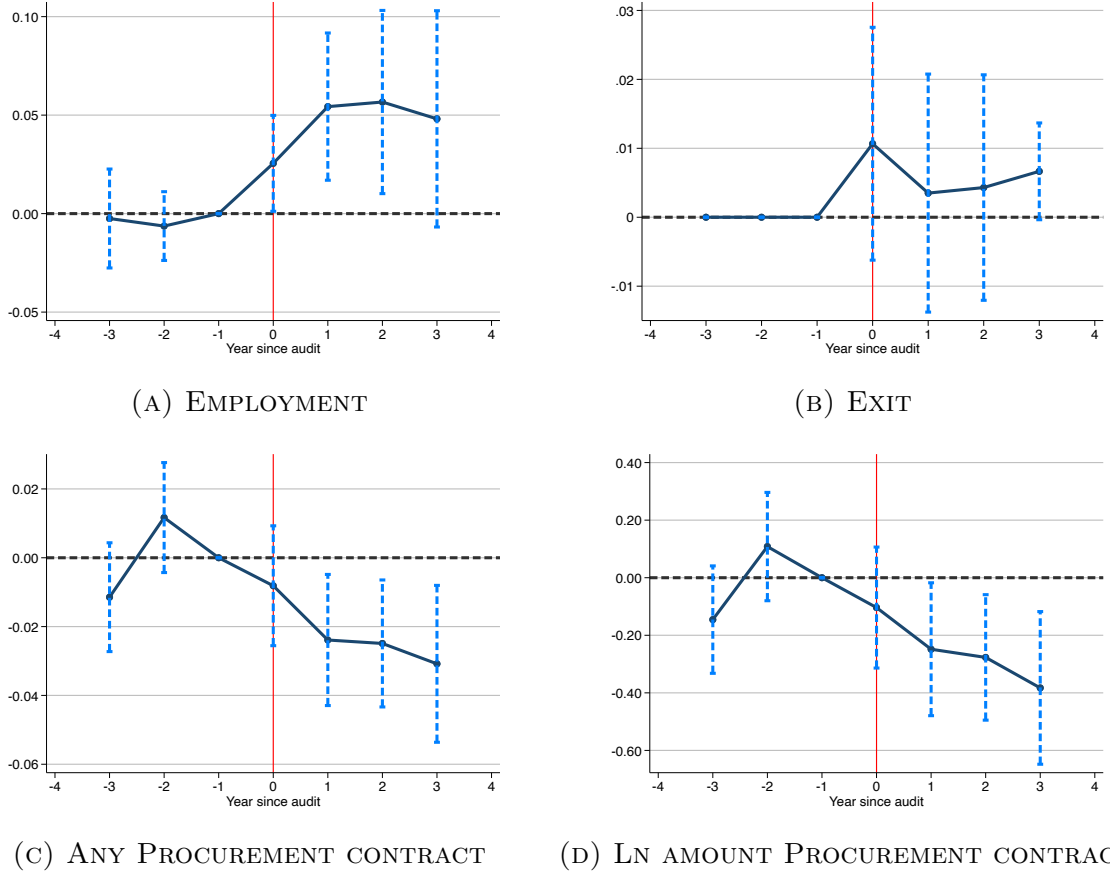 0.10
0.05
0.00
-0.05
-4 -3 -2 -1 0 1 2 3 4
Year since audit
(A) EMPLOYMENT
.03
.02
.01
0
-.01
-4 -3 -2 -1 0 1 2 3 4
Year since audit
(B) EXIT
0.02
0.00
-0.02
-0.04
-0.06
-4 -3 -2 -1 0 1 2 3 4
Year since audit
(C) ANY PROCUREMENT CONTRACT
0.40
0.20
0.00
-0.20
-0.40
-0.60
-4 -3 -2 -1 0 1 2 3 4
Year since audit
(D) LN AMOUNT PROCUREMENT CONTRAC